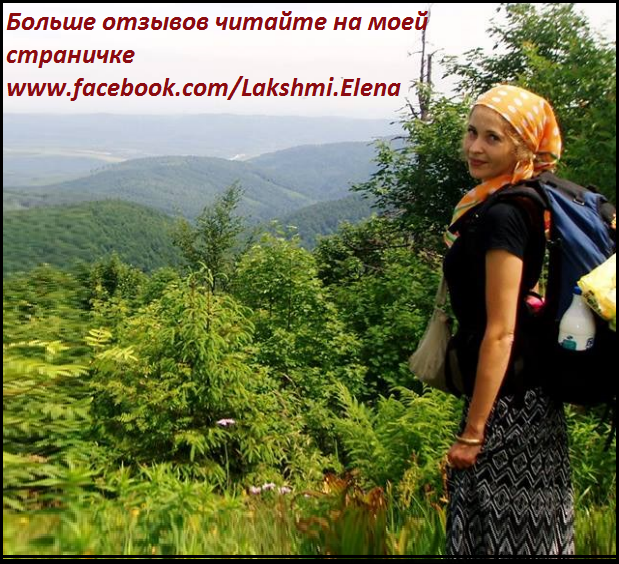 Больше отзывов читайте на моей
страничке
www.facebook.com/Lakshmi.Elena